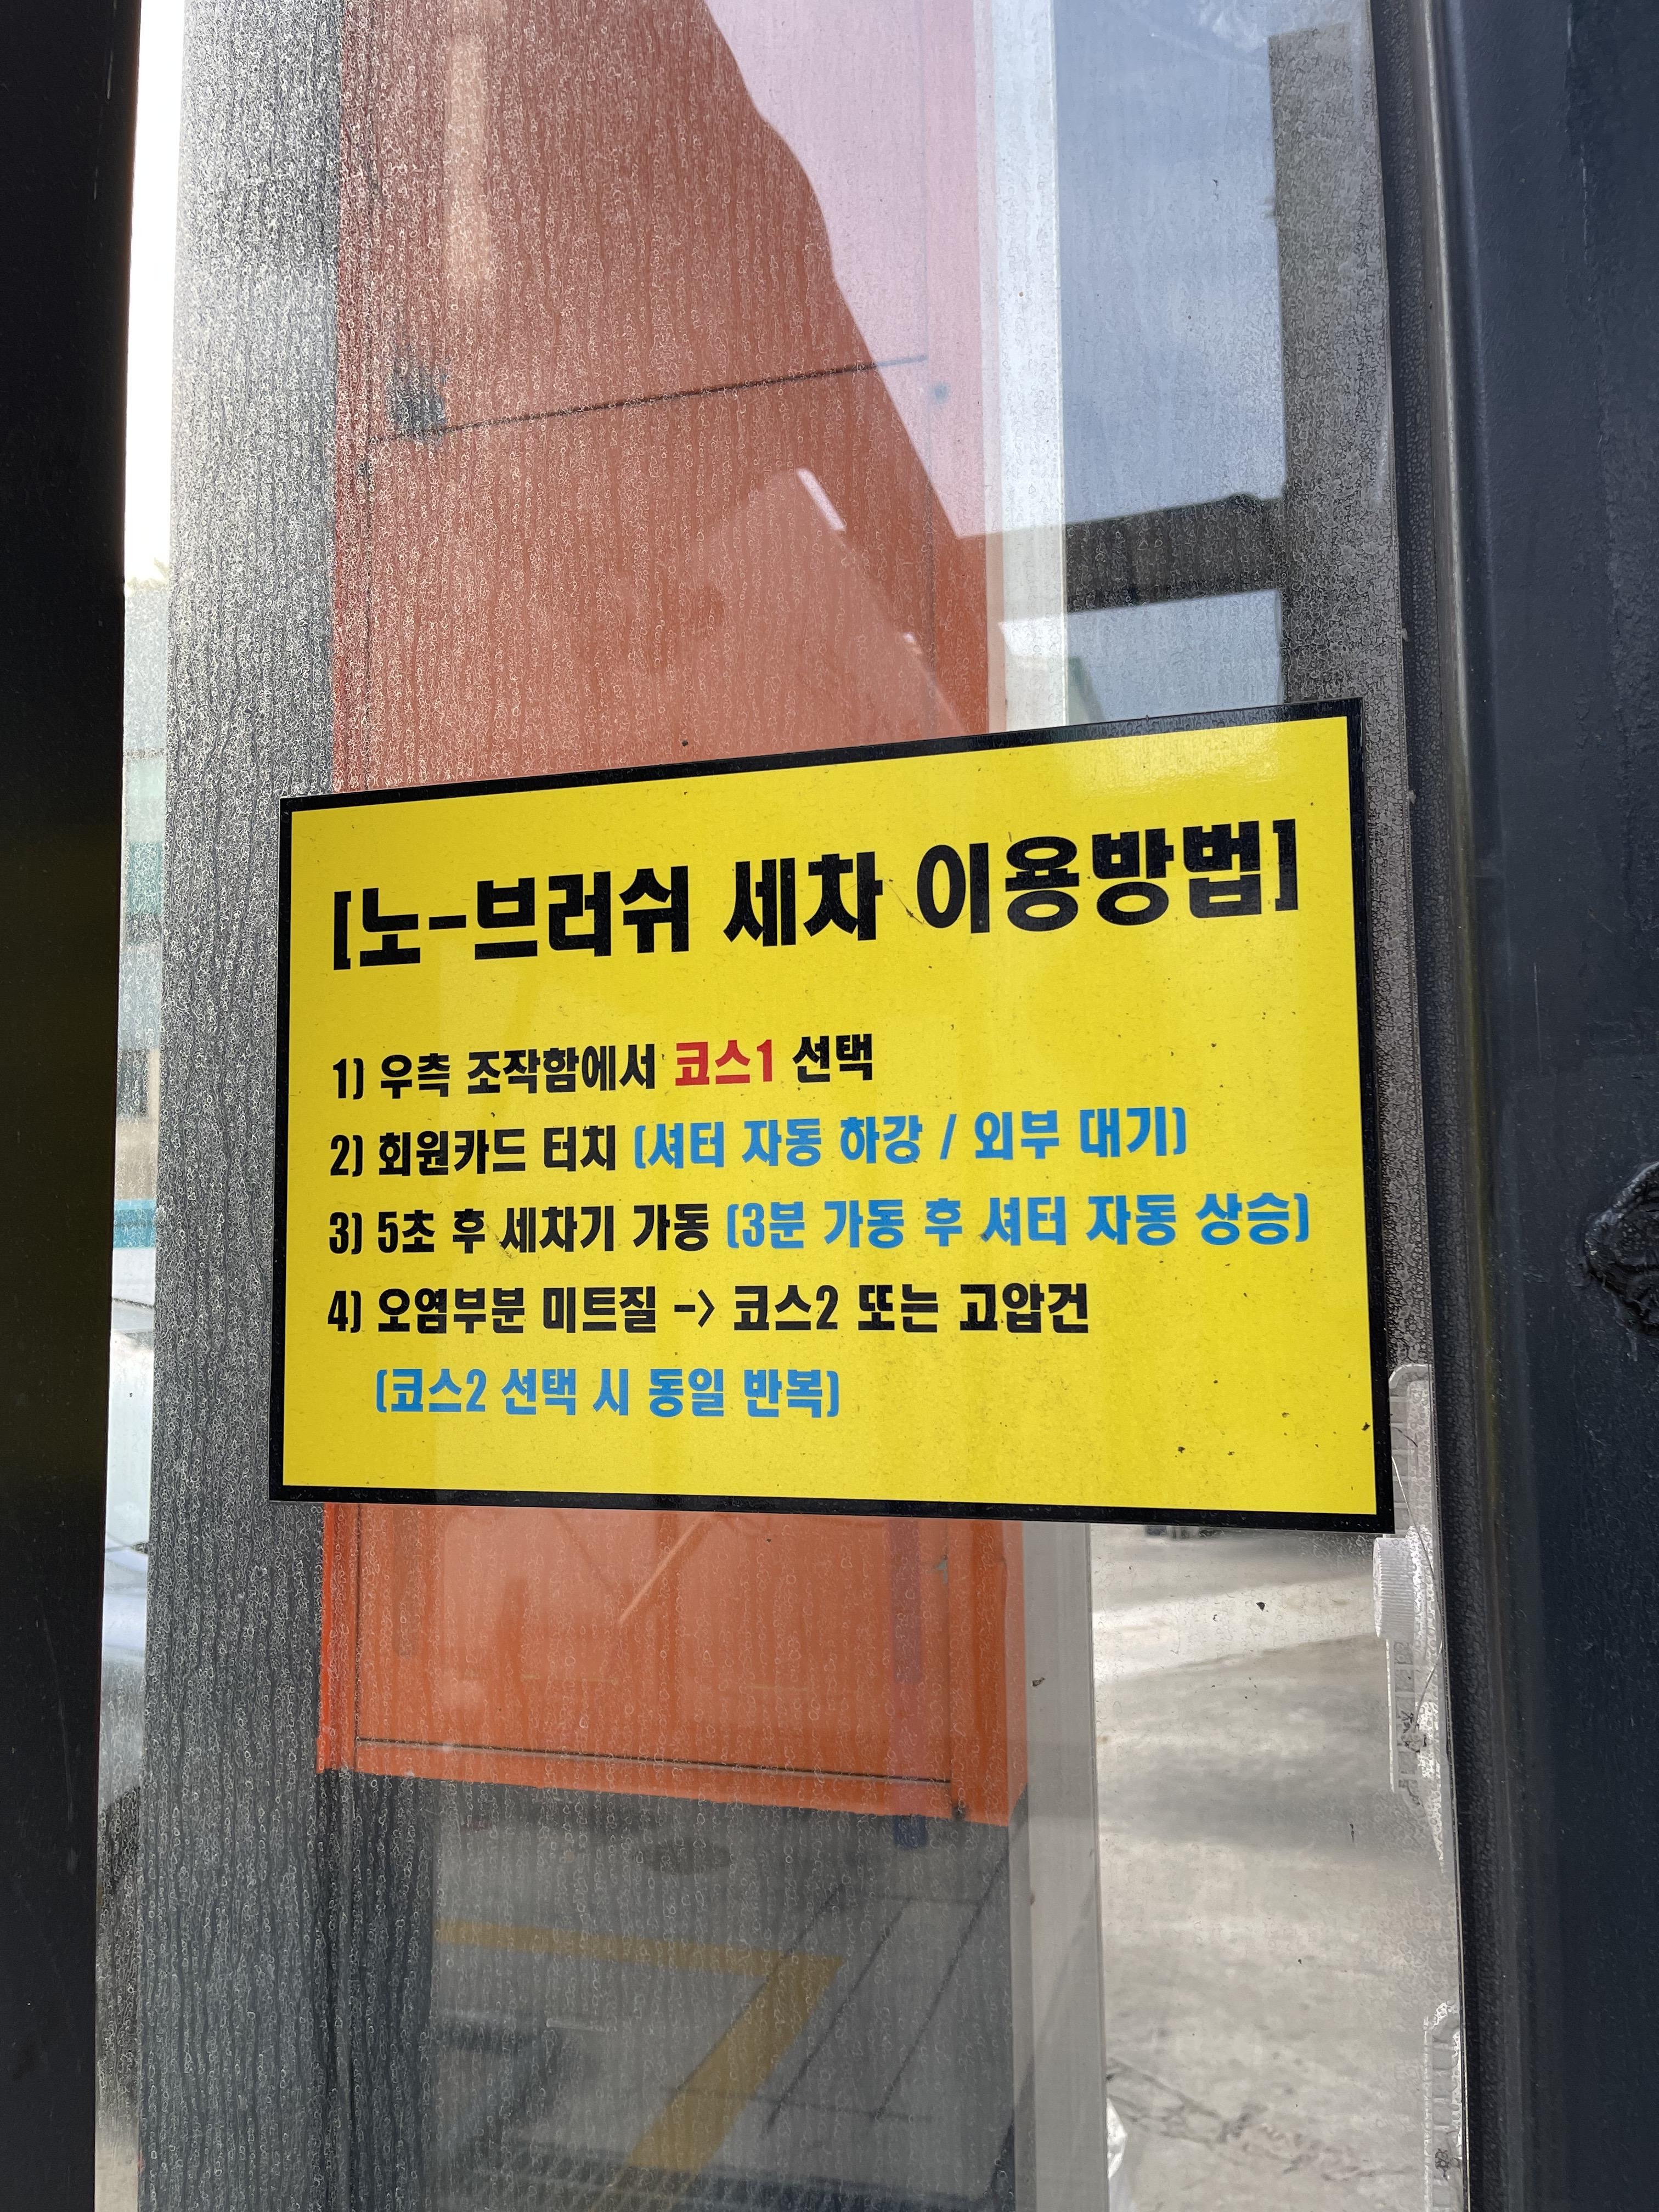 [노-브러쉬 세차 이용방법]
1) 우측 조작함에서 코스1 선택
2) 회원카드 터치 (셔터 자동 하강 / 외부 대기)
3) 5초 후 세차기 가동 (3분 가동 후 셔터 자동 상승)
4) 오염부분 미트질 -> 코스2 또는 고압건
(코스2 선택 시 동일 반복)